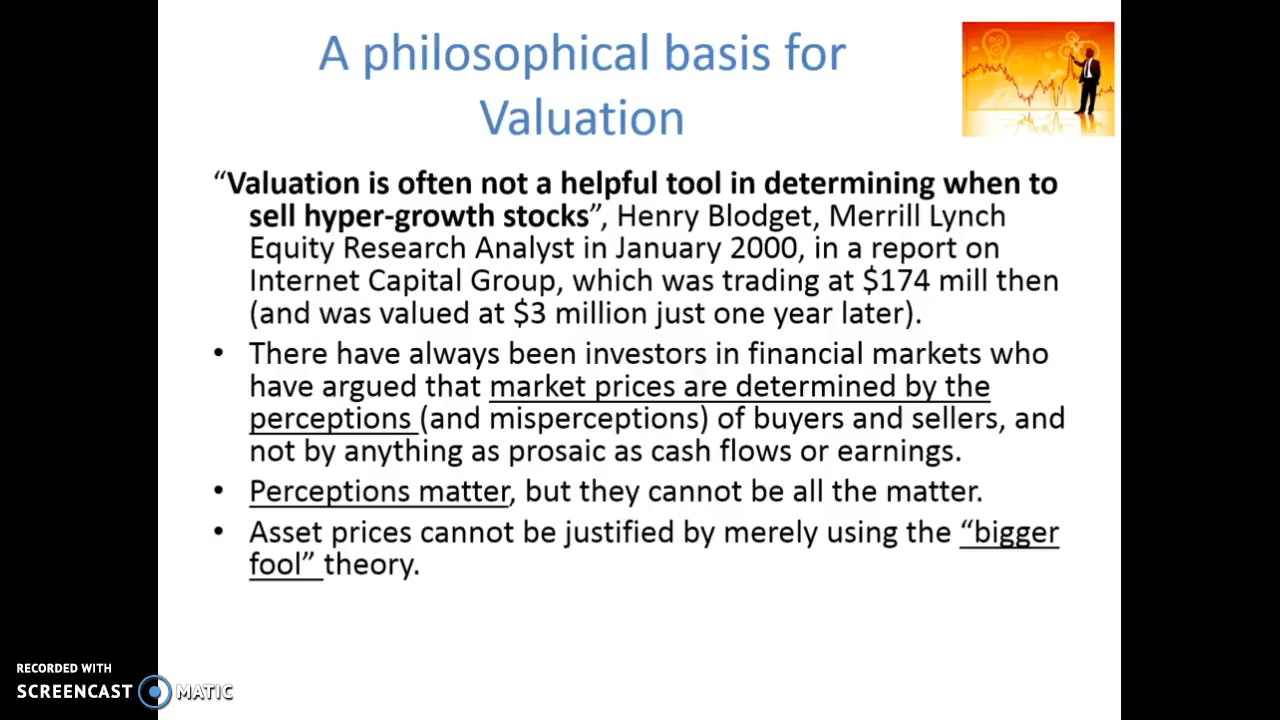 A philosophical basis for
Valuation
“Valuation is often not a helpful tool in determining when to
sell hyper-growth stocks”, Henry Blodget, Merrill Lynch
Equity Research Analyst in January 2000, in a report on
Internet Capital Group, which was trading at $174 mill then
(and was valued at $3 million just one year later).
• There have always been investors in financial markets who
have argued that market prices are determined by the
perceptions (and misperceptions) of buyers and sellers, and
not by anything as prosaic as cash flows or earnings.
• Perceptions matter, but they cannot be all the matter.
• Asset prices cannot be justified by merely using the “bigger
fool” theory.
RECORDED WITH
SCREENCAST MATIC